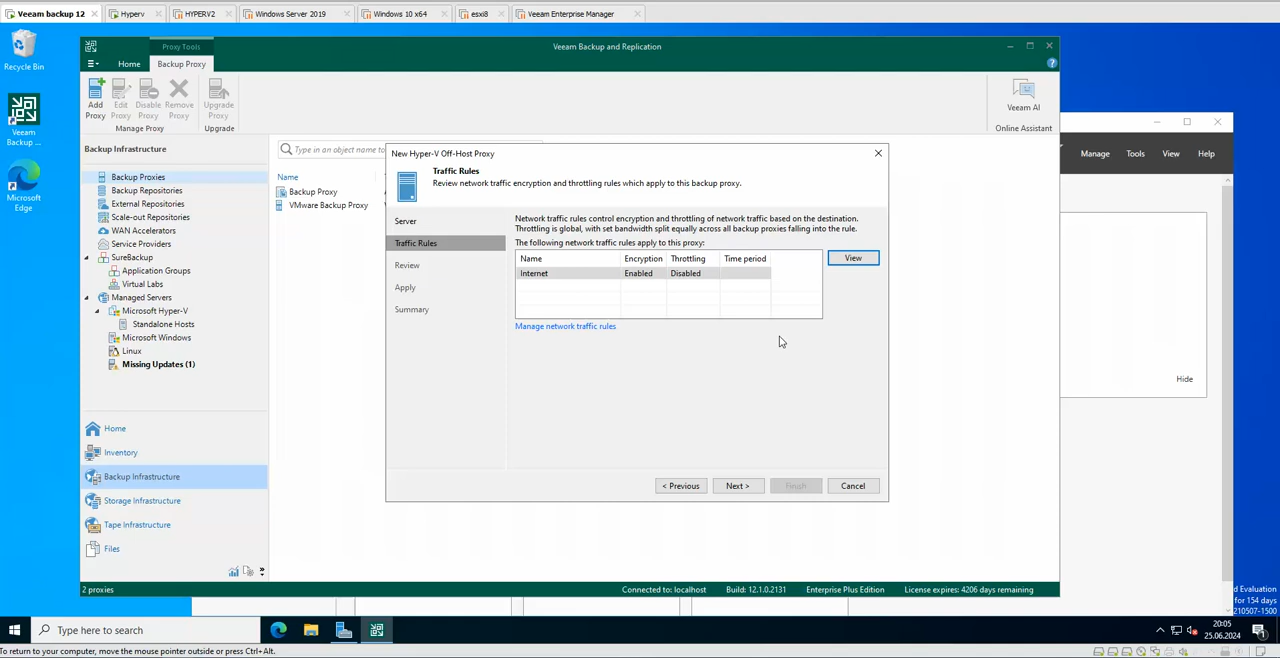 Veeam backup 12
Hyperv
HYPERV2
Windows Server 2019
Windows 10 x64
esxi8
Veeam Enterprise Manager
Recycle Bin
Veeam
Backup ...
Microsoft
Edge
Proxy Tools
Veeam Backup and Replication
Home
Backup Proxy
Add
Proxy
Edit
Proxy
Disable
Proxy
Remove
Proxy
Upgrade
Proxy
Manage Proxy
Upgrade
Veeam AI
Online Assistant
Manage
Tools
View
Help
Hide
Backup Infrastructure
Backup Proxies
Backup Repositories
External Repositories
Scale-out Repositories
WAN Accelerators
Service Providers
SureBackup
Application Groups
Virtual Labs
Managed Servers
Microsoft Hyper-V
Standalone Hosts
Microsoft Windows
Linux
Missing Updates (1)
Home
Inventory
Backup Infrastructure
Storage Infrastructure
Tape Infrastructure
Files
Type in an object name to
Name
Backup Proxy
VMware Backup Proxy
New Hyper-V Off-Host Proxy
Traffic Rules
Review network traffic encryption and throttling rules which apply to this backup proxy.
Server
Traffic Rules
Review
Apply
Summary
Network traffic rules control encryption and throttling of network traffic based on the destination.
Throttling is global, with set bandwidth split equally across all backup proxies falling into the rule.
The following network traffic rules apply to this proxy:
Name Encryption Throttling Time period
Internet Enabled Disabled
View
Manage network traffic rules
< Previous
Next >
Finish
Cancel
2 proxies
Connected to: localhost
Build: 12.1.0.2131
Enterprise Plus Edition
License expires: 4206 days remaining
d Evaluation
for 154 days
210507-1500
Type here to search
20:05
25.06.2024
1
To return to your computer, move the mouse pointer outside or press Ctrl+Alt.